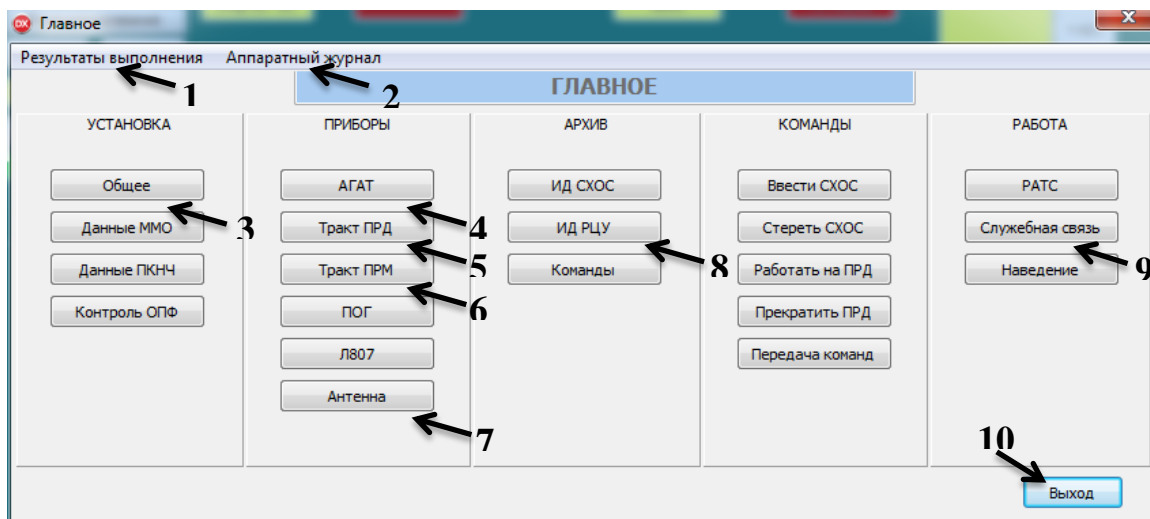 Главное
Результаты выполнения Аппаратный журнал
1 2
ГЛАВНОЕ
УСТАНОВКА ПРИБОРЫ АРХИВ КОМАНДЫ РАБОТА
Общее АГАТ ИД СХОС Ввести СХОС РАТС
3 4
Данные ММО Тракт ПРД ИД РЦУ Стереть СХОС Служебная связь
5 8 9
Данные ПКНЧ Тракт ПРМ Команды Работать на ПРД Наведение
6
Контроль ОПФ ПОГ Прекратить ПРД
Л807 Передача команд
Антенна
7
10
Выход